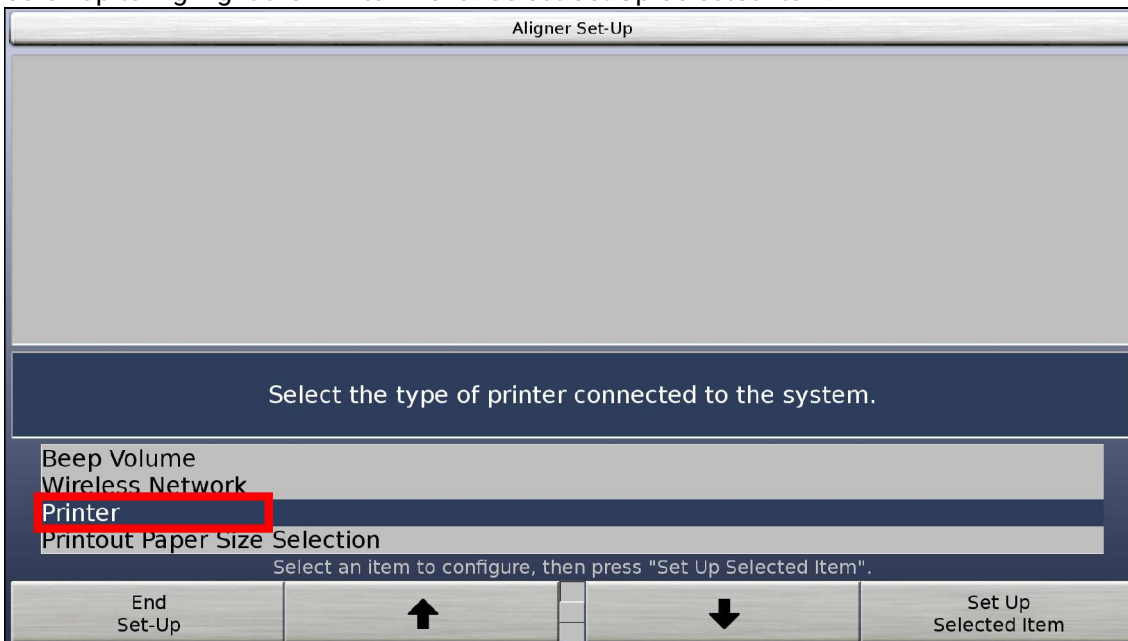 Aligner Set-Up
Select the type of printer connected to the system.
Beep Volume
Wireless Network
Printer
Printout Paper Size Selection
Select an item to configure, then press "Set Up Selected Item".
End
Set-Up
Set Up
Selected Item